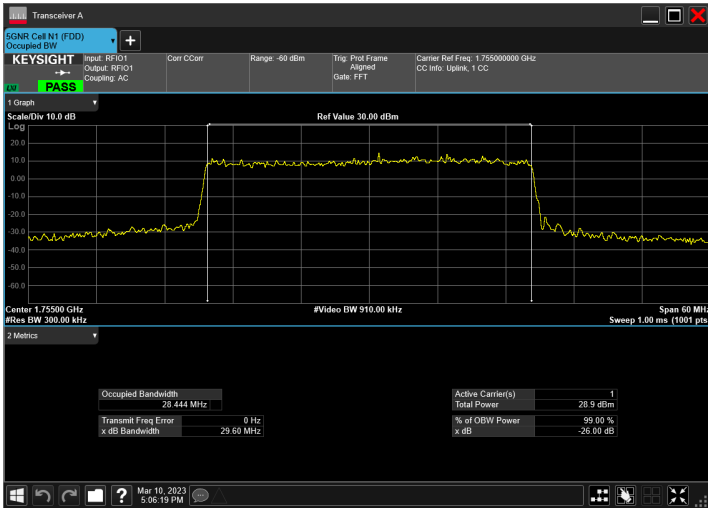 Transceiver A
5GNR Cell N1 (FDD)
Occupied BW
KEYSIGHT
Input: RFIO1
Output: RFIO1
Coupling: AC
Corr CCorr
Range: -60 dBm
Trig: Prot Frame
Aligned
Gate: FFT
Carrier Ref Freq: 1.755000000 GHz
CC Info: Uplink, 1 CC
PASS
1 Graph
Scale/Div 10.0 dB
Ref Value 30.00 dBm
Log
20.0
10.0
0.00
-10.0
-20.0
-30.0
-40.0
-50.0
-60.0
Center 1.75500 GHz
#Video BW 910.00 kHz
Span 60 MHz
#Res BW 300.00 kHz
Sweep 1.00 ms (1001 pts
2 Metrics
Occupied Bandwidth
28.444 MHz
Transmit Freq Error 0 Hz
x dB Bandwidth 29.60 MHz
Active Carrier(s) 1
Total Power 28.9 dBm
% of OBW Power 99.00 %
x dB -26.00 dB
?
Mar 10, 2023
5:06:19 PM